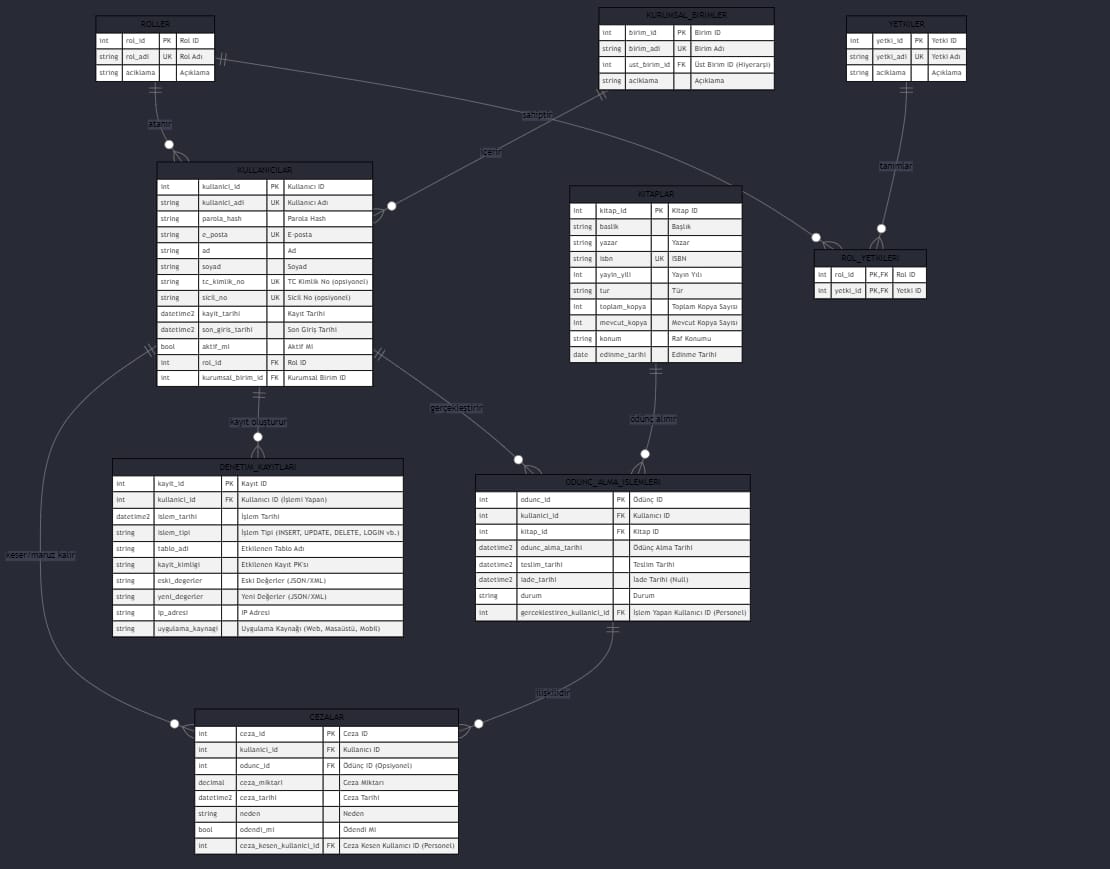 ROLLER
int rol_id PK Rol ID
string rol_adi UK Rol Adı
string aciklama Açıklama
KURUMSAL_BIRIMLER
int birim_id PK Birim ID
string birim_adi UK Birim Adı
int ust_birim_id FK Üst Birim ID (Hiyerarşi)
string aciklama Açıklama
YETKILER
int yetki_id PK Yetki ID
string yetki_adi UK Yetki Adı
string aciklama Açıklama
sahiptir
atanır
içerir
tanımlar
KULLANICILAR
int kullanici_id PK Kullanıcı ID
string kullanici_adi UK Kullanıcı Adı
string parola_hash Parola Hash
string e_posta UK E-posta
string ad Ad
string soyad Soyad
string tc_kimlik_no UK TC Kimlik No (opsiyonel)
string sicil_no UK Sicil No (opsiyonel)
datetime2 kayit_tarihi Kayıt Tarihi
datetime2 son_giris_tarihi Son Giriş Tarihi
bool aktif_mi Aktif Mi
int rol_id FK Rol ID
int kurumsal_birim_id FK Kurumsal Birim ID
KITAPLAR
int kitap_id PK Kitap ID
string baslik Başlık
string yazar Yazar
string isbn UK ISBN
int yayin_yili Yayın Yılı
string tur Tür
int toplam_kopya Toplam Kopya Sayısı
int mevcut_kopya Mevcut Kopya Sayısı
string konum Raf Konumu
date edinme_tarihi Edinme Tarihi
ROL_YETKILERI
int rol_id PK,FK Rol ID
int yetki_id PK,FK Yetki ID
gerçekleştirir
kayıt oluşturur
ödünç alınır
DENETIM_KAYITLARI
int kayit_id PK Kayıt ID
int kullanici_id FK Kullanıcı ID (İşlemi Yapan)
datetime2 islem_tarihi İşlem Tarihi
string islem_tipi İşlem Tipi (INSERT, UPDATE, DELETE, LOGIN vb.)
string tablo_adi Etkilenen Tablo Adı
string kayit_kimligi Etkilenen Kayıt PK'sı
string eski_degerler Eski Değerler (JSON/XML)
string yeni_degerler Yeni Değerler (JSON/XML)
string ip_adresi IP Adresi
string uygulama_kaynagi Uygulama Kaynağı (Web, Masaüstü, Mobil)
ODUNC_ALMA_ISLEMLERI
int odunc_id PK Ödünç ID
int kullanici_id FK Kullanıcı ID
int kitap_id FK Kitap ID
datetime2 odunc_alma_tarihi Ödünç Alma Tarihi
datetime2 teslim_tarihi Teslim Tarihi
datetime2 iade_tarihi İade Tarihi (Null)
string durum Durum
int gerceklestiren_kullanici_id FK İşlem Yapan Kullanıcı ID (Personel)
keser/maruz kalır
ilişkilidir
CEZALAR
int ceza_id PK Ceza ID
int kullanici_id FK Kullanıcı ID
int odunc_id FK Ödünç ID (Opsiyonel)
decimal ceza_miktari Ceza Miktarı
datetime2 ceza_tarihi Ceza Tarihi
string neden Neden
bool odendi_mi Ödendi Mi
int ceza_kesen_kullanici_id FK Ceza Kesen Kullanıcı ID (Personel)